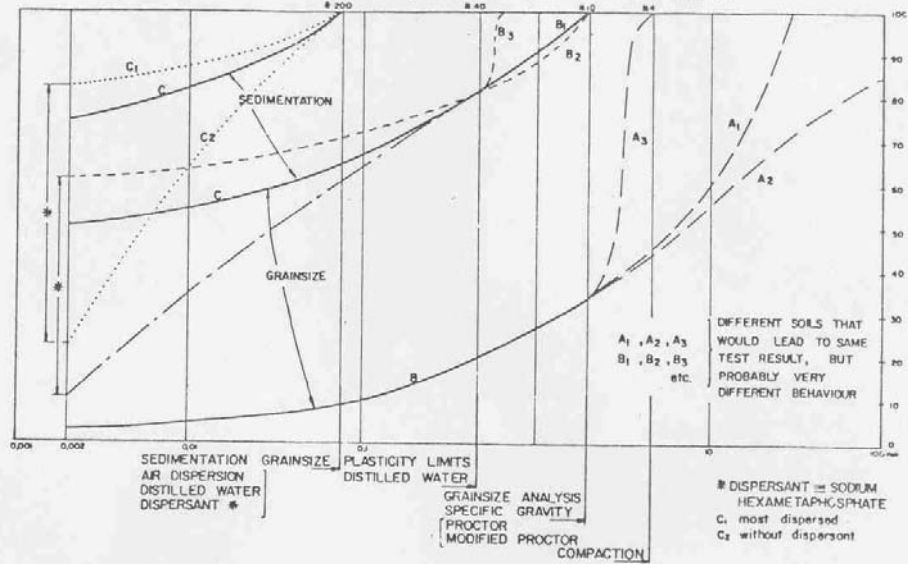 # 200 # 40 # 10 # 4
100
90
80
70
60
50
40
30
20
10
0
C1
C
SEDIMENTATION
C2
C
GRAINSIZE
B
B3
B1
B2
A3
A1
A2
A1 , A2 , A3
B1 , B2 , B3
etc.
DIFFERENT SOILS THAT
WOULD LEAD TO SAME
TEST RESULT, BUT
PROBABLY VERY
DIFFERENT BEHAVIOUR
*
*
0,001 0,002 0,01 0,1 10
SEDIMENTATION GRAINSIZE
AIR DISPERSION
DISTILLED WATER
DISPERSANT *
PLASTICITY LIMITS
DISTILLED WATER
GRAINSIZE ANALYSIS
SPECIFIC GRAVITY
PROCTOR
MODIFIED PROCTOR
COMPACTION
* DISPERSANT = SODIUM
HEXAMETAPHOSPHATE
C1 most dispersed
C2 without dispersant